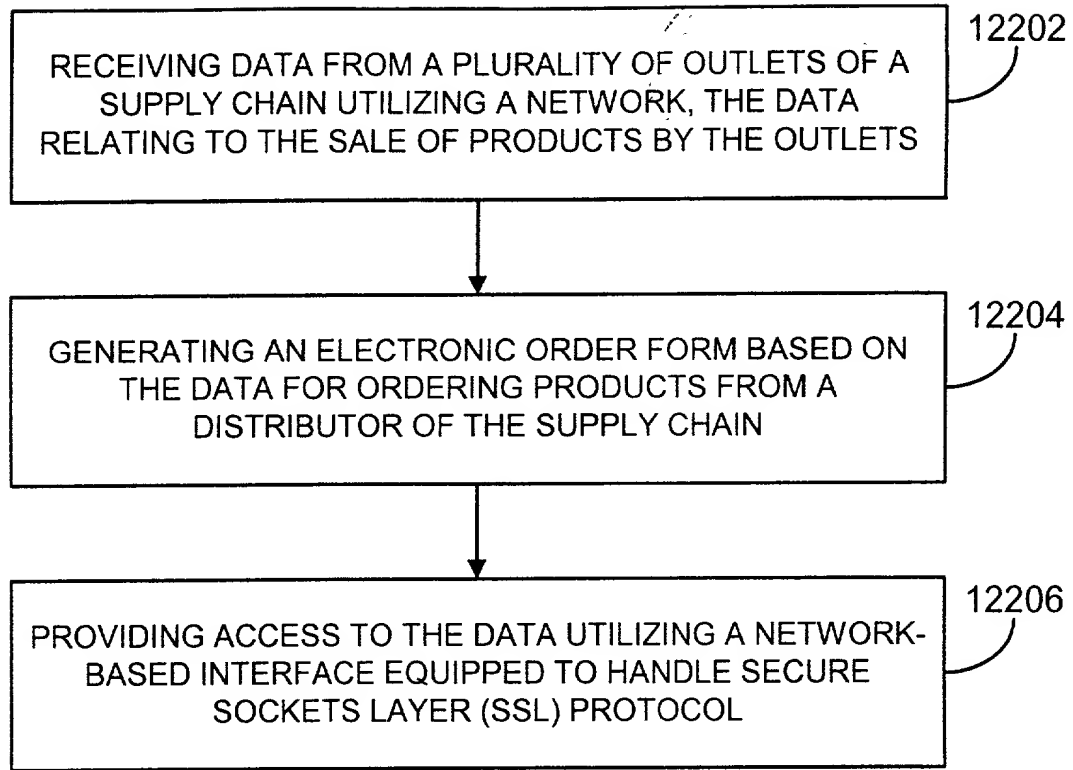 12202
RECEIVING DATA FROM A PLURALITY OF OUTLETS OF A
SUPPLY CHAIN UTILIZING A NETWORK, THE DATA
RELATING TO THE SALE OF PRODUCTS BY THE OUTLETS
12204
GENERATING AN ELECTRONIC ORDER FORM BASED ON
THE DATA FOR ORDERING PRODUCTS FROM A
DISTRIBUTOR OF THE SUPPLY CHAIN
12206
PROVIDING ACCESS TO THE DATA UTILIZING A NETWORK-
BASED INTERFACE EQUIPPED TO HANDLE SECURE
SOCKETS LAYER (SSL) PROTOCOL